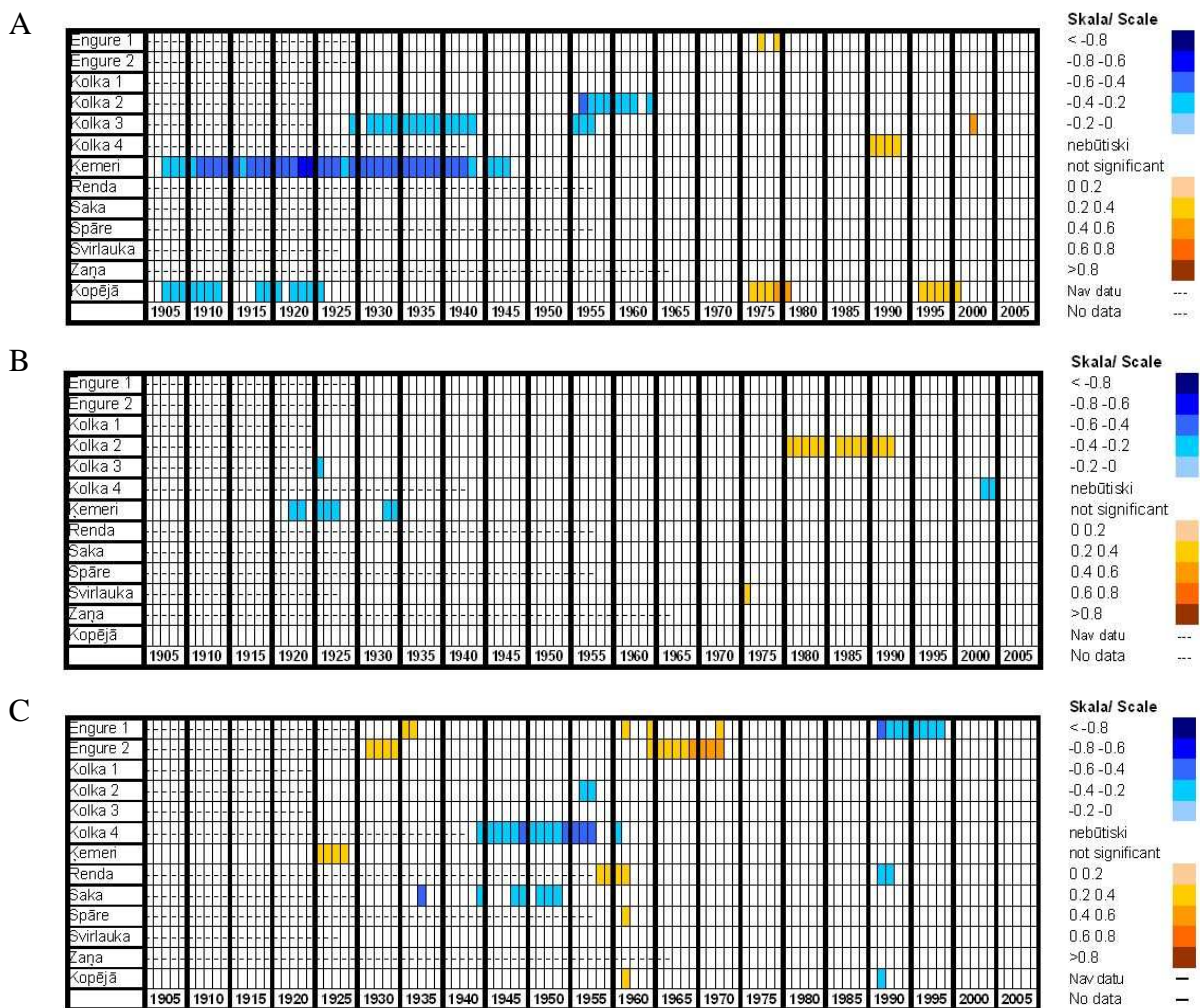 A
Engure 1
Engure 2
Kolka 1
Kolka 2
Kolka 3
Kolka 4
Ķemeri
Renda
Saka
Spāre
Svirlauka
Zaņa
Kopējā
1905 1910 1915 1920 1925 1930 1935 1940 1945 1950 1955 1960 1965 1970 1975 1980 1985 1990 1995 2000 2005
Skala/ Scale
< -0.8
-0.8 -0.6
-0.6 -0.4
-0.4 -0.2
-0.2 -0
nebūtiski
not significant
0 0.2
0.2 0.4
0.4 0.6
0.6 0.8
>0.8
Nav datu ---
No data ---
B
Engure 1
Engure 2
Kolka 1
Kolka 2
Kolka 3
Kolka 4
Ķemeri
Renda
Saka
Spāre
Svirlauka
Zaņa
Kopējā
1905 1910 1915 1920 1925 1930 1935 1940 1945 1950 1955 1960 1965 1970 1975 1980 1985 1990 1995 2000 2005
Skala/ Scale
< -0.8
-0.8 -0.6
-0.6 -0.4
-0.4 -0.2
-0.2 -0
nebūtiski
not significant
0 0.2
0.2 0.4
0.4 0.6
0.6 0.8
>0.8
Nav datu ---
No data ---
C
Engure 1
Engure 2
Kolka 1
Kolka 2
Kolka 3
Kolka 4
Ķemeri
Renda
Saka
Spāre
Svirlauka
Zaņa
Kopējā
1905 1910 1915 1920 1925 1930 1935 1940 1945 1950 1955 1960 1965 1970 1975 1980 1985 1990 1995 2000 2005
Skala/ Scale
<-0.8
-0.8 -0.6
-0.6 -0.4
-0.4 -0.2
-0.2 -0
nebūtiski
not significant
0 0.2
0.2 0.4
0.4 0.6
0.6 0.8
>0.8
Nav datu —
No data —